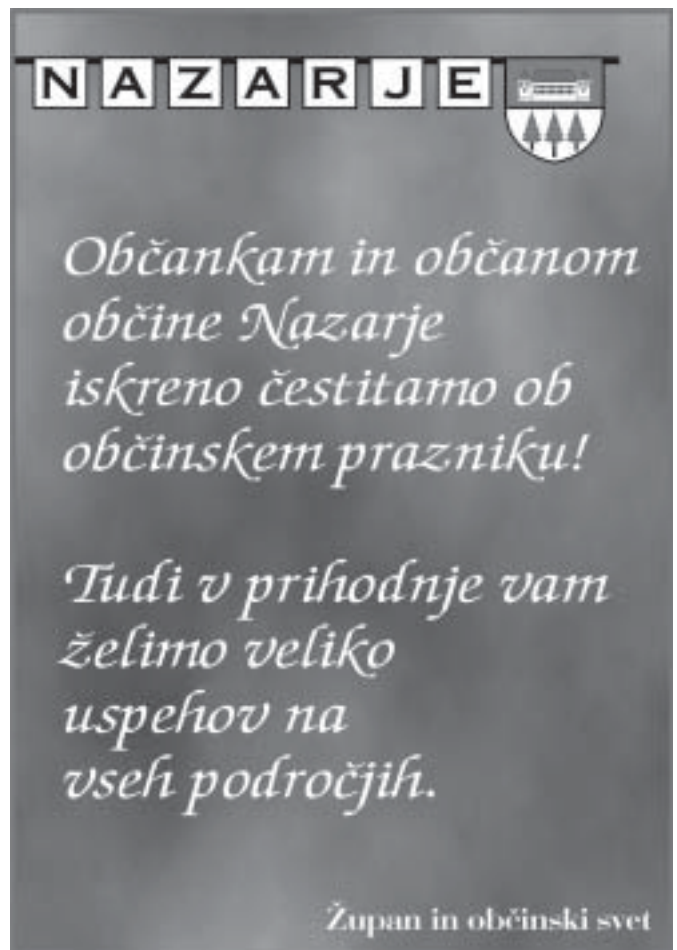 NAZARJE
Občankam in občanom
občine Nazarje
iskreno čestitamo ob
občinskem prazniku!
Tudi v prihodnje vam
želimo veliko
uspehov na
vseh področjih.
Župan in občinski svet